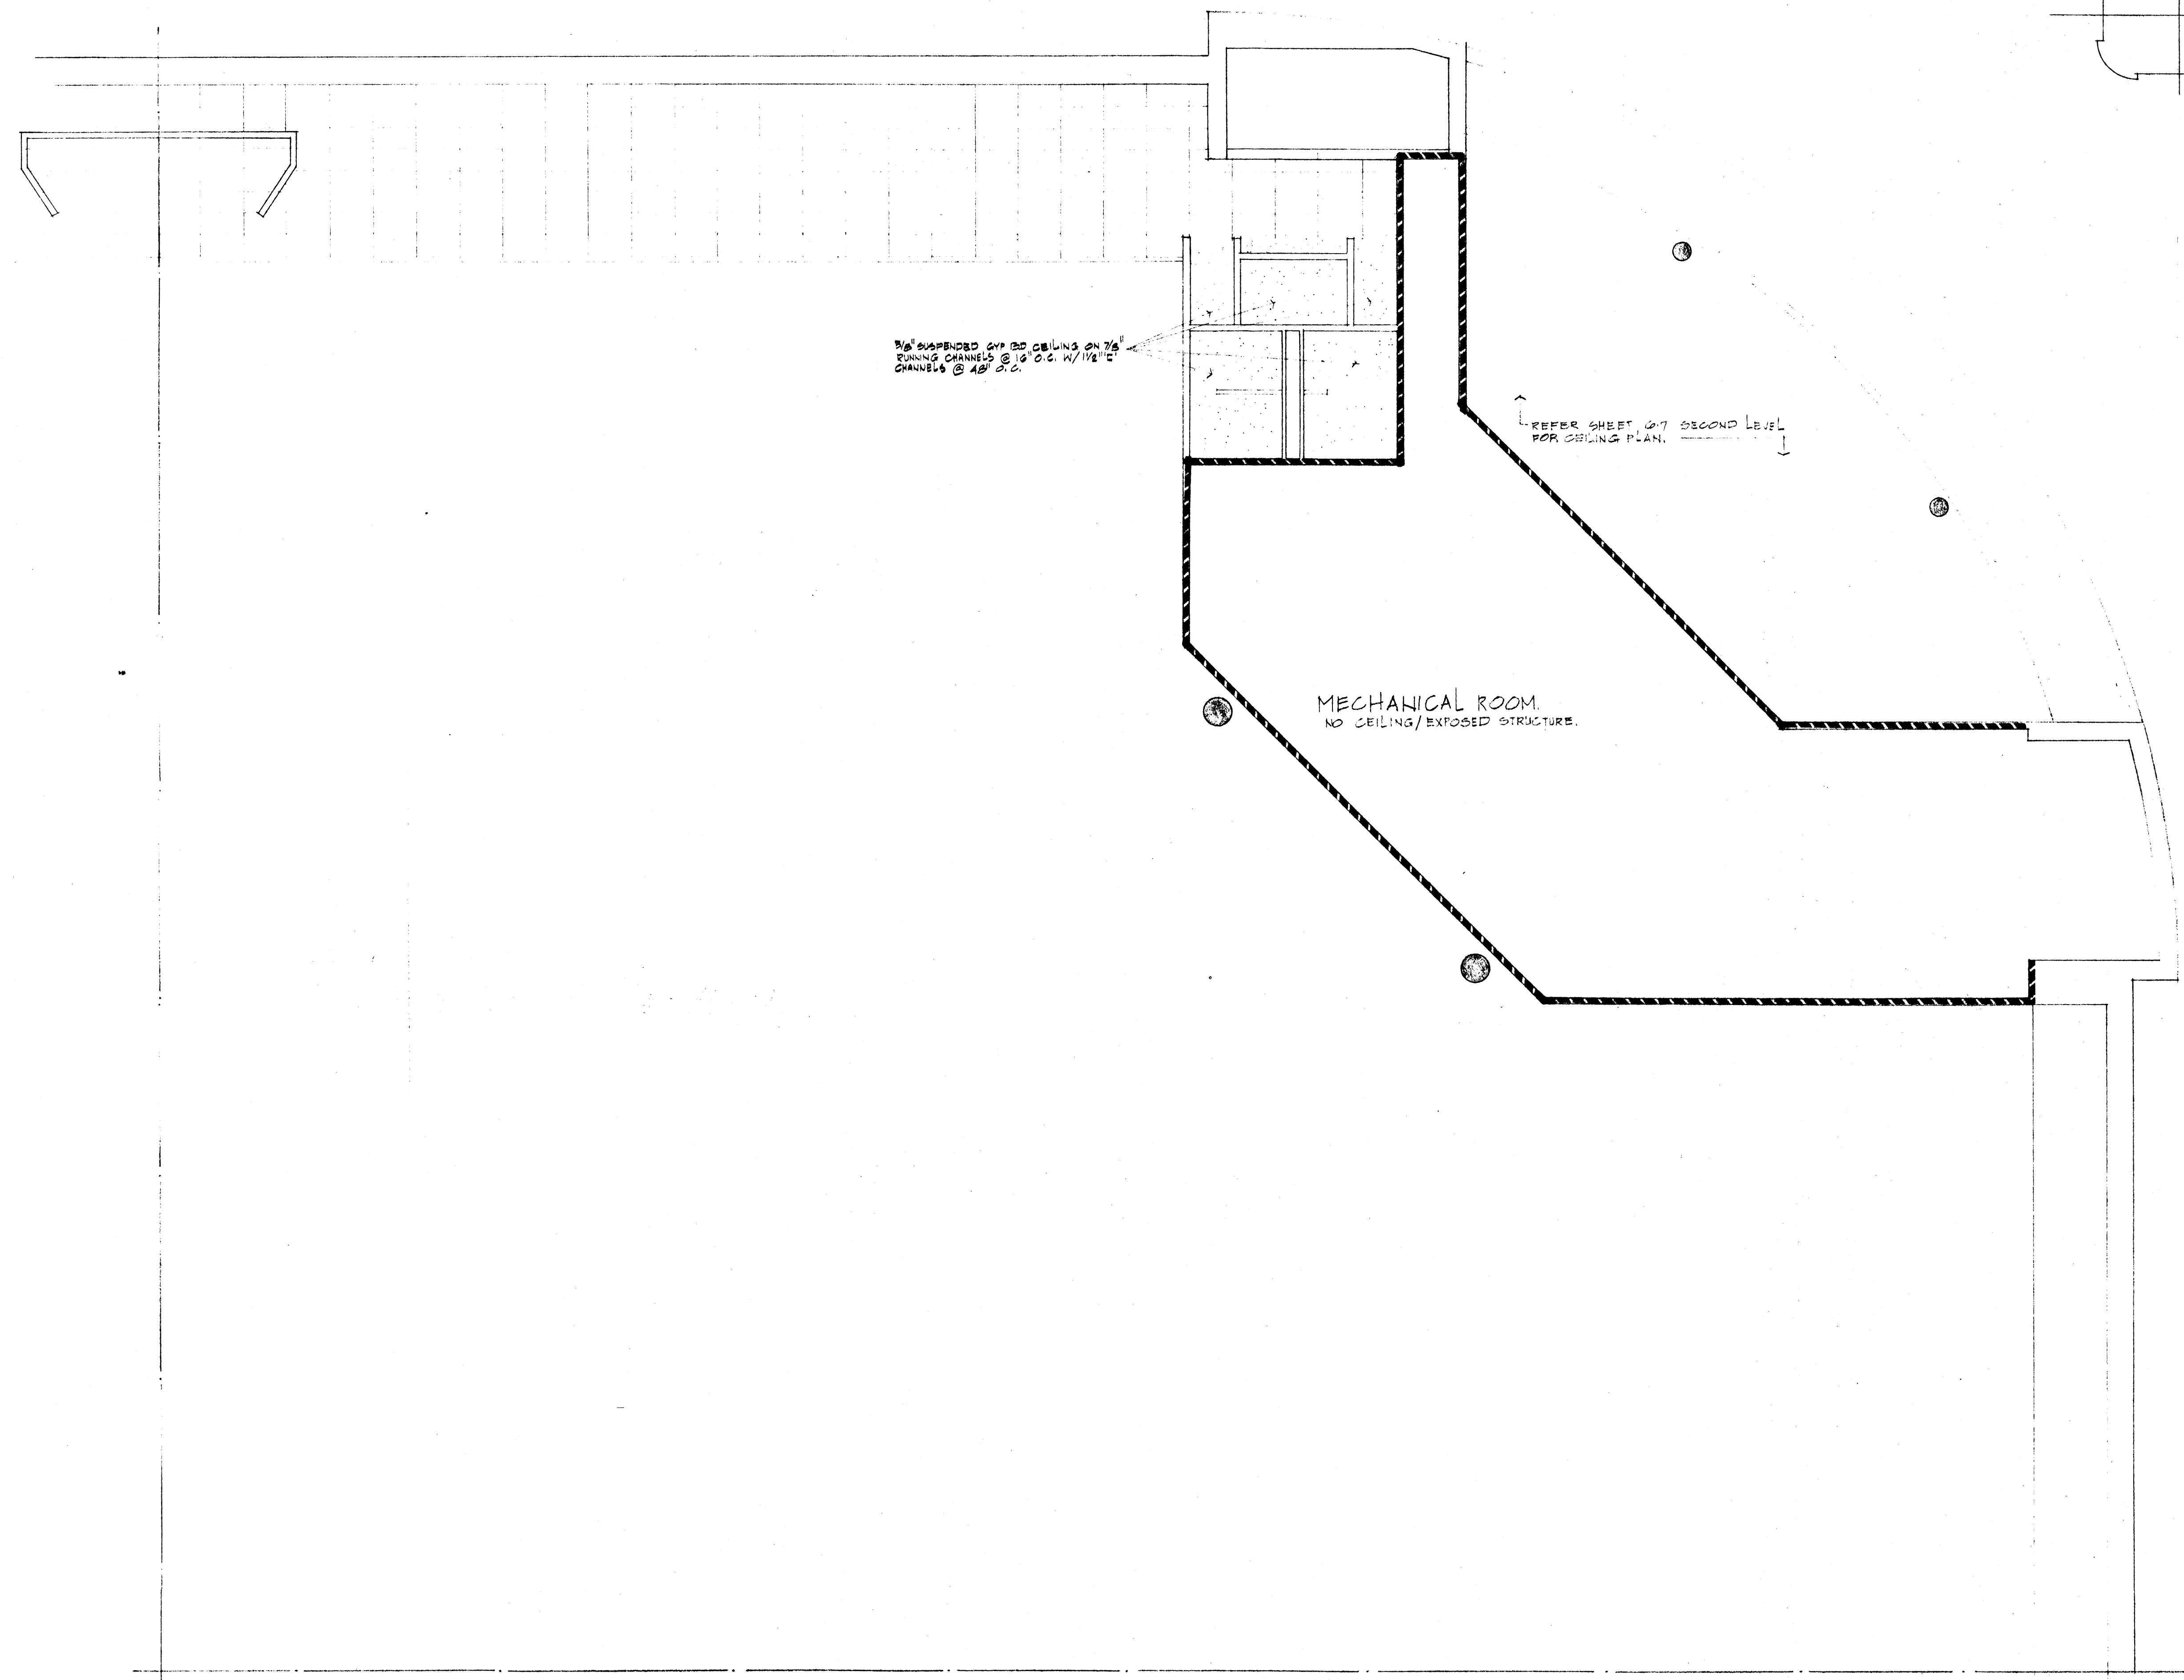 5/8" SUSPENDED GYP BD CEILING ON 7/8"
RUNNING CHANNELS @ 16" O.C. W/ 1 1/2" "C"
CHANNELS @ 48" O.C.
REFER SHEET 6.7 SECOND LEVEL
FOR CEILING PLAN.
MECHANICAL ROOM.
NO CEILING/EXPOSED STRUCTURE.